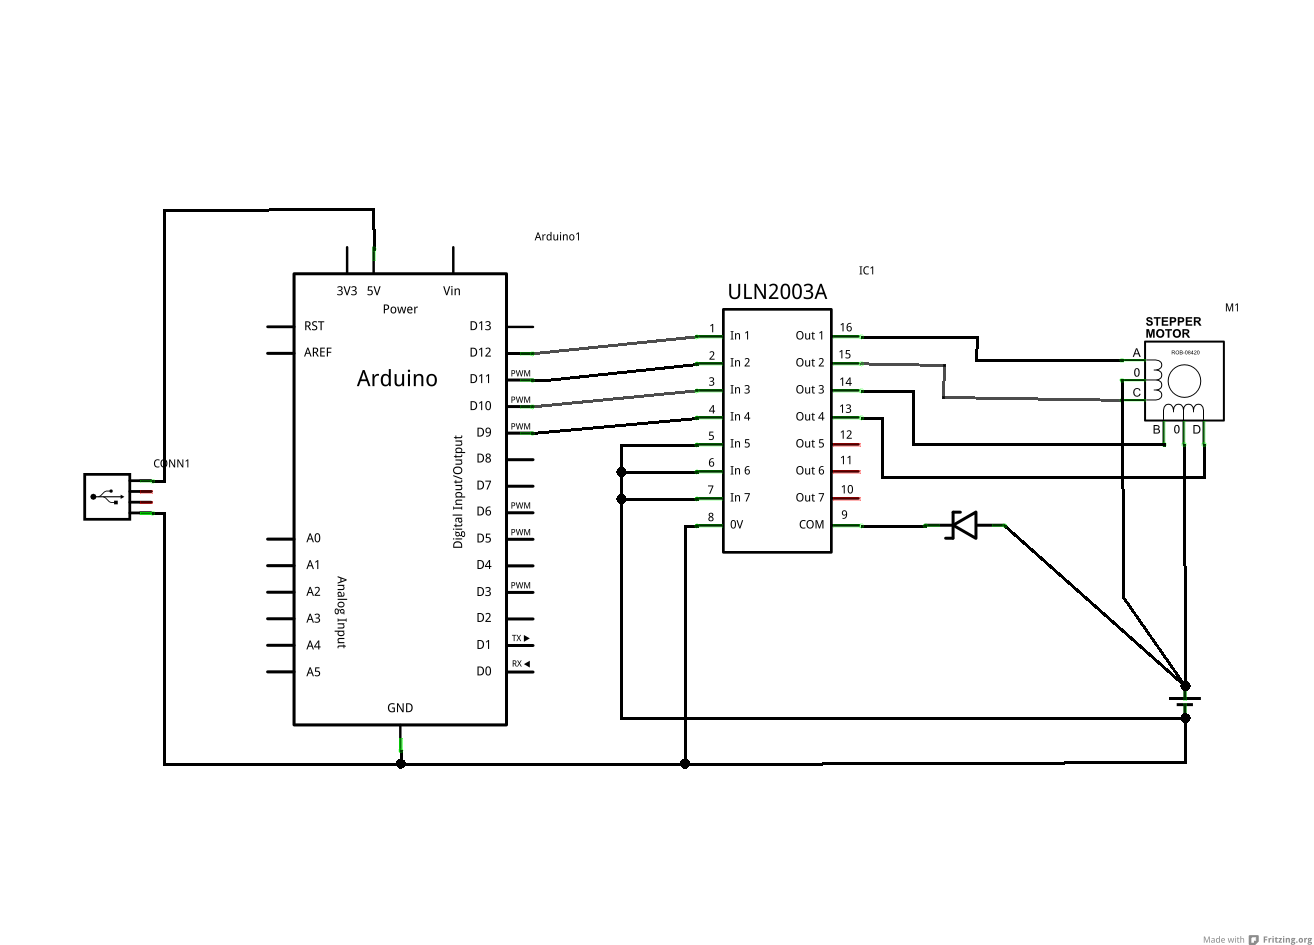 Arduino1
3V3 5V Vin
Power
RST
AREF
Arduino
D13
D12
D11 PWM
D10 PWM
D9 PWM
D8
D7
D6 PWM
D5 PWM
D4
D3 PWM
D2
D1 TX ▶
D0 RX ◀
Digital Input/Output
A0
A1
A2
A3
A4
A5
Analog Input
GND
CONN1
IC1
ULN2003A
1 In 1 Out 1 16
2 In 2 Out 2 15
3 In 3 Out 3 14
4 In 4 Out 4 13
5 In 5 Out 5 12
6 In 6 Out 6 11
7 In 7 Out 7 10
8 0V COM 9
M1
STEPPER
MOTOR
RGB-08420
A
0
C
B 0 D
Made with Fritzing.org